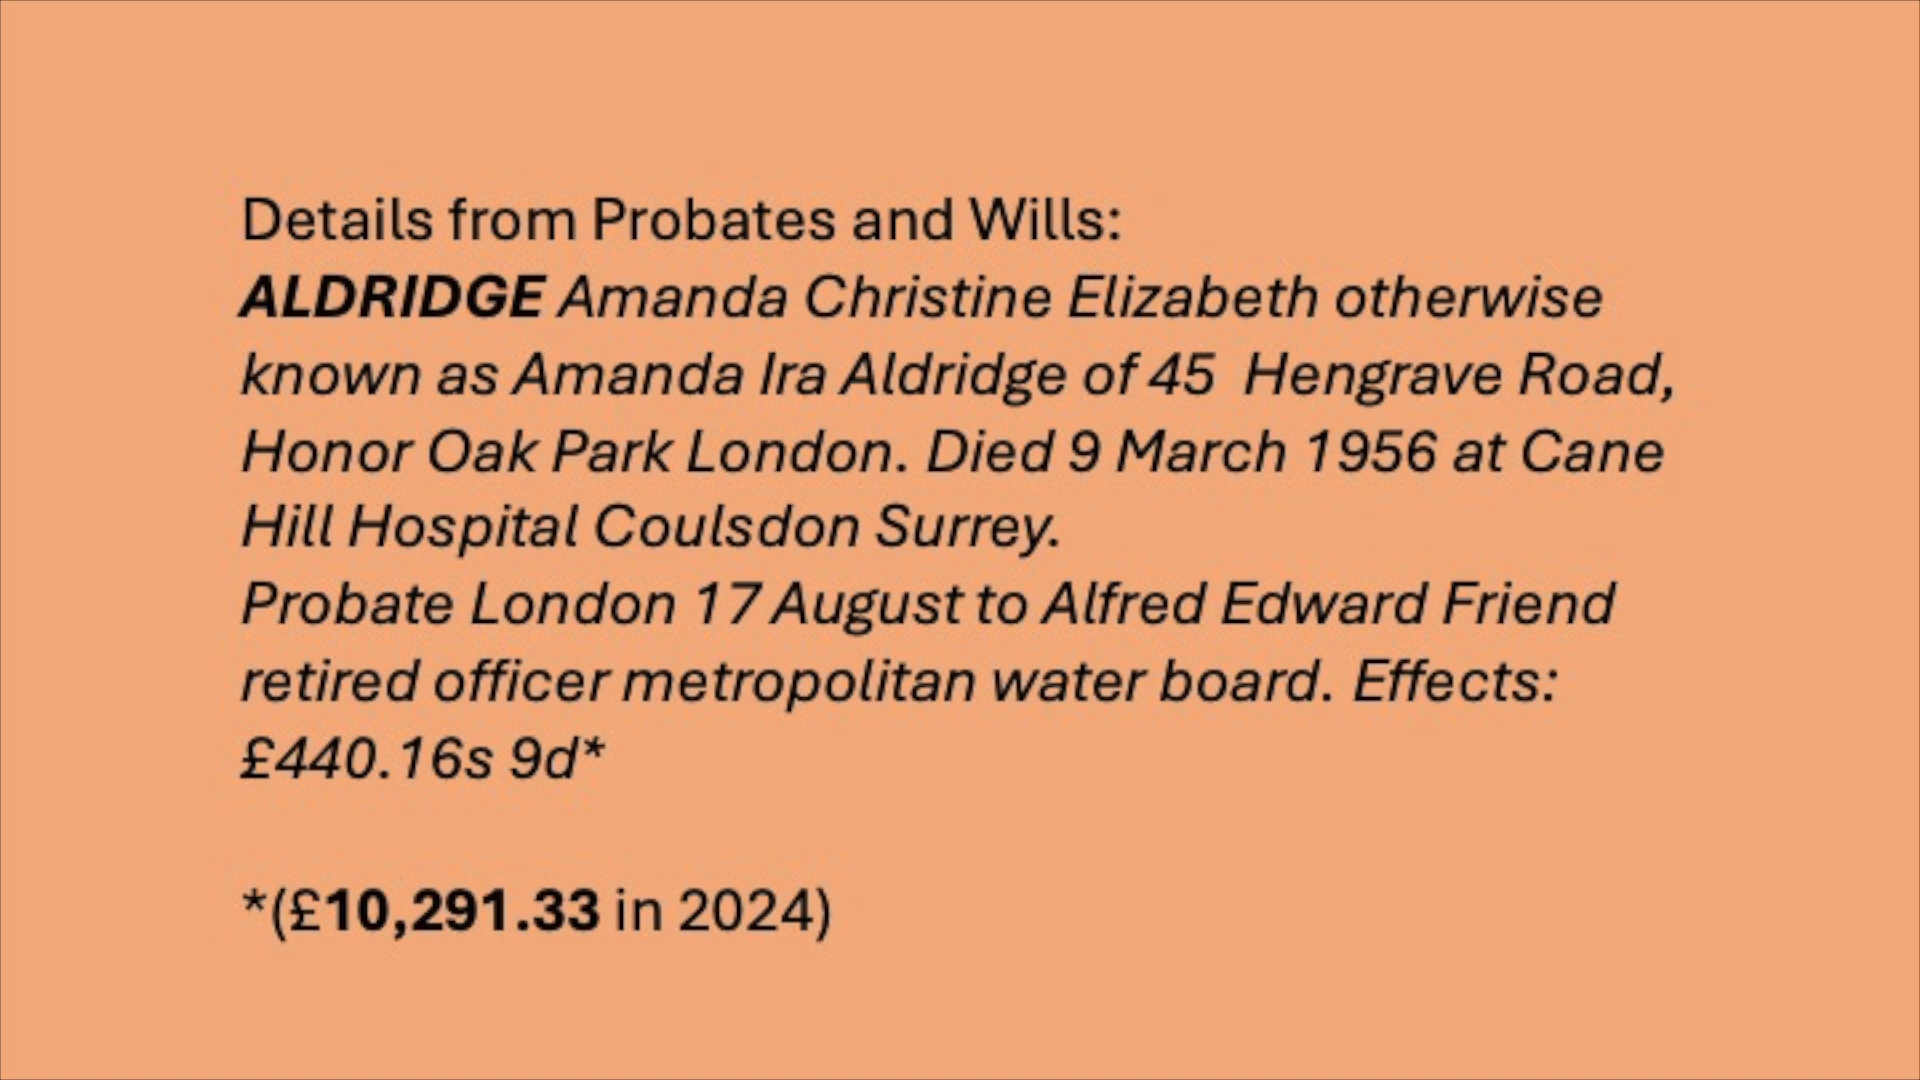 Details from Probates and Wills:
ALDRIDGE Amanda Christine Elizabeth otherwise
known as Amanda Ira Aldridge of 45  Hengrave Road,
Honor Oak Park London. Died 9 March 1956 at Cane
Hill Hospital Coulsdon Surrey.
Probate London 17 August to Alfred Edward Friend
retired officer metropolitan water board. Effects:
£440.16s 9d*
*(£10,291.33 in 2024)